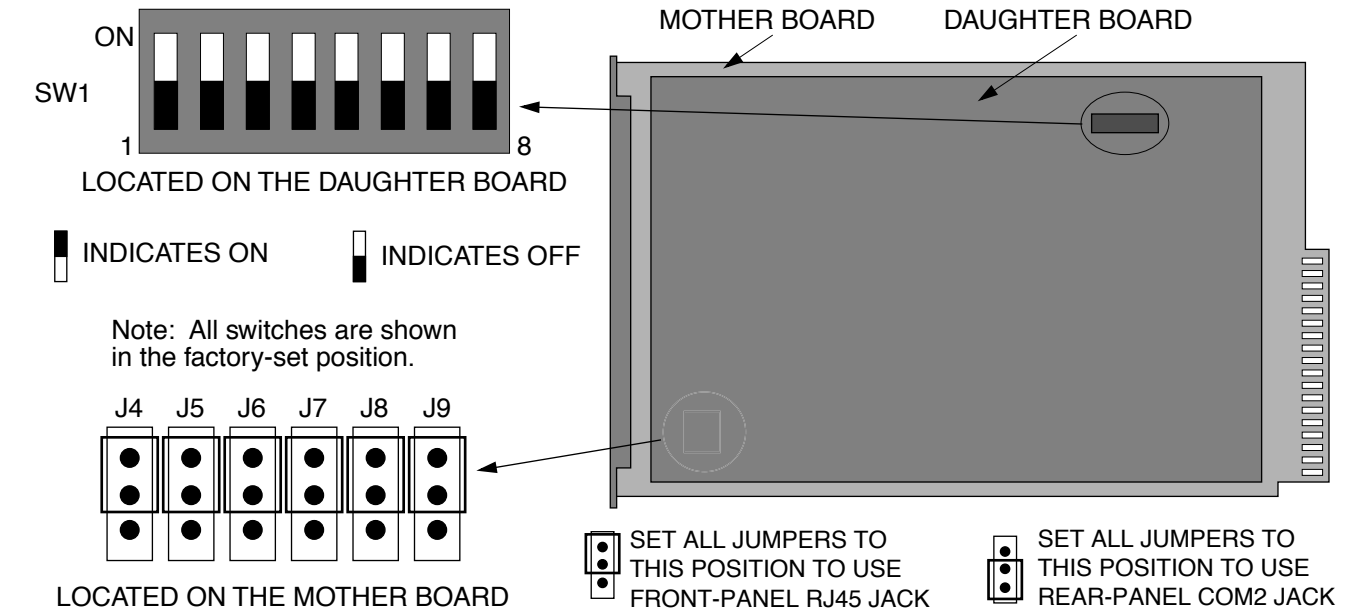 MOTHER BOARD
DAUGHTER BOARD
ON
SW1
1
8
LOCATED ON THE DAUGHTER BOARD
INDICATES ON
INDICATES OFF
Note: All switches are shown
in the factory-set position.
J4 J5 J6 J7 J8 J9
LOCATED ON THE MOTHER BOARD
SET ALL JUMPERS TO
THIS POSITION TO USE
FRONT-PANEL RJ45 JACK
SET ALL JUMPERS TO
THIS POSITION TO USE
REAR-PANEL COM2 JACK